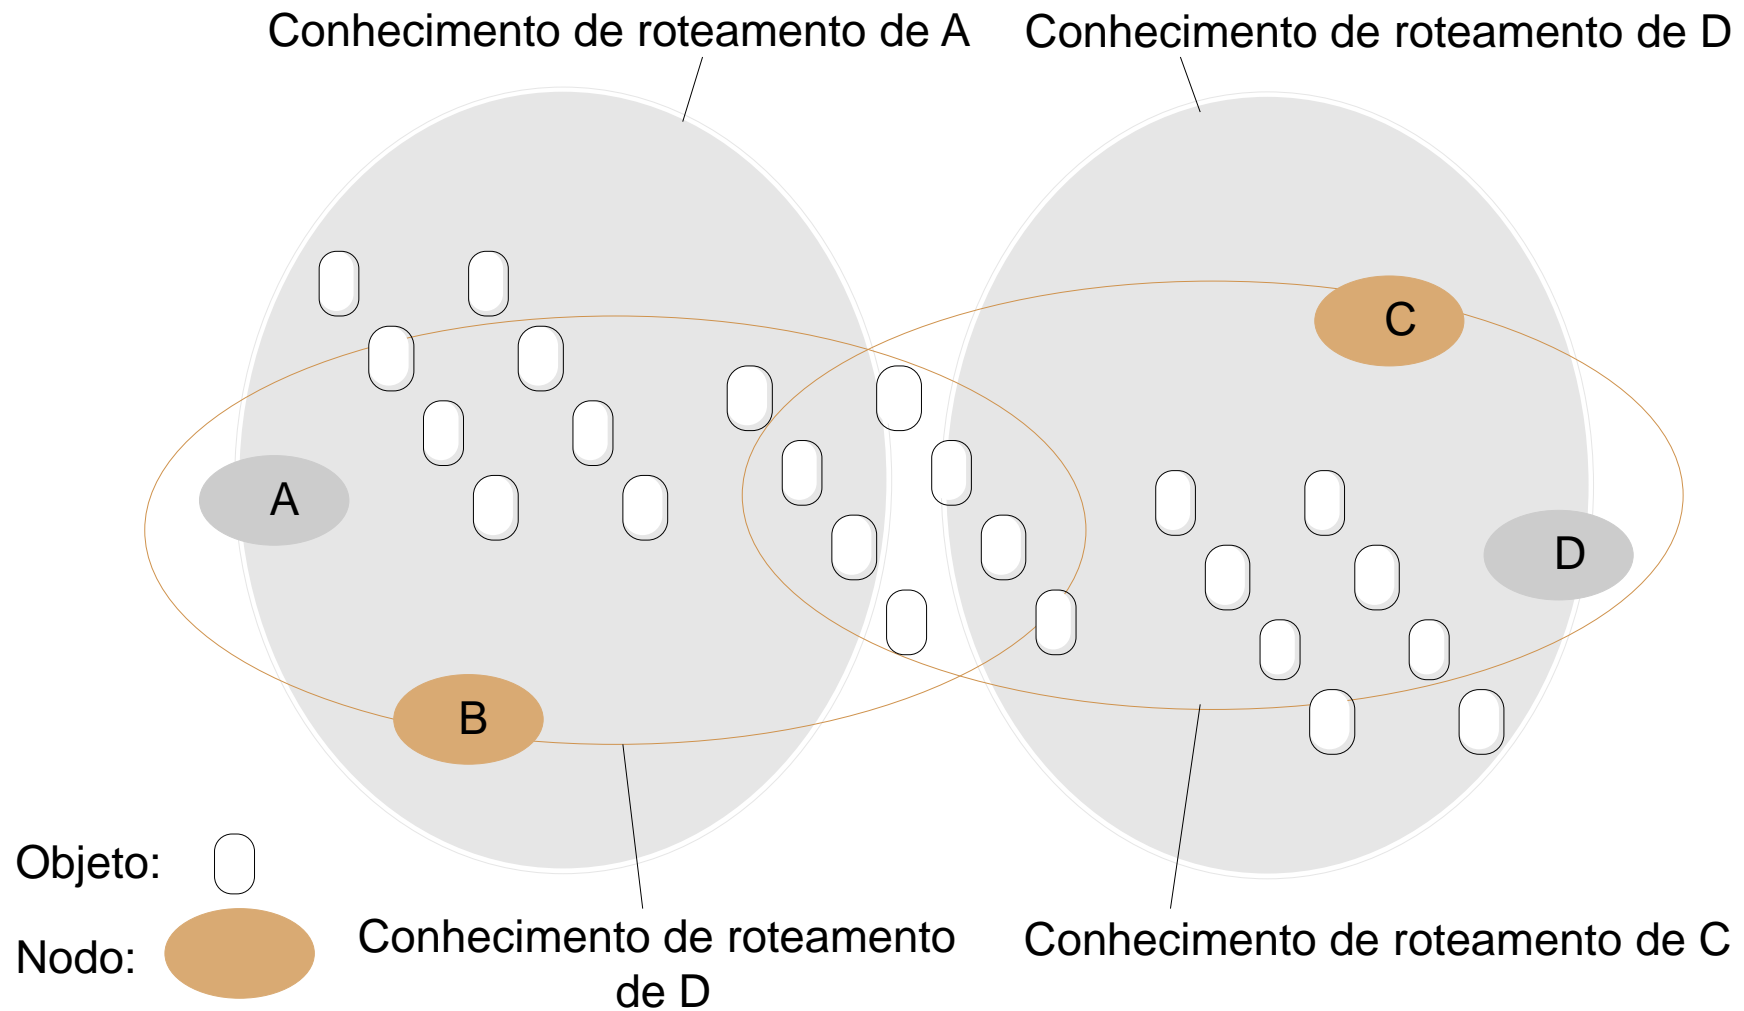 Conhecimento de roteamento de A
Conhecimento de roteamento de D
C
A
D
B
Objeto:
Nodo:
Conhecimento de roteamento
de D
Conhecimento de roteamento de C